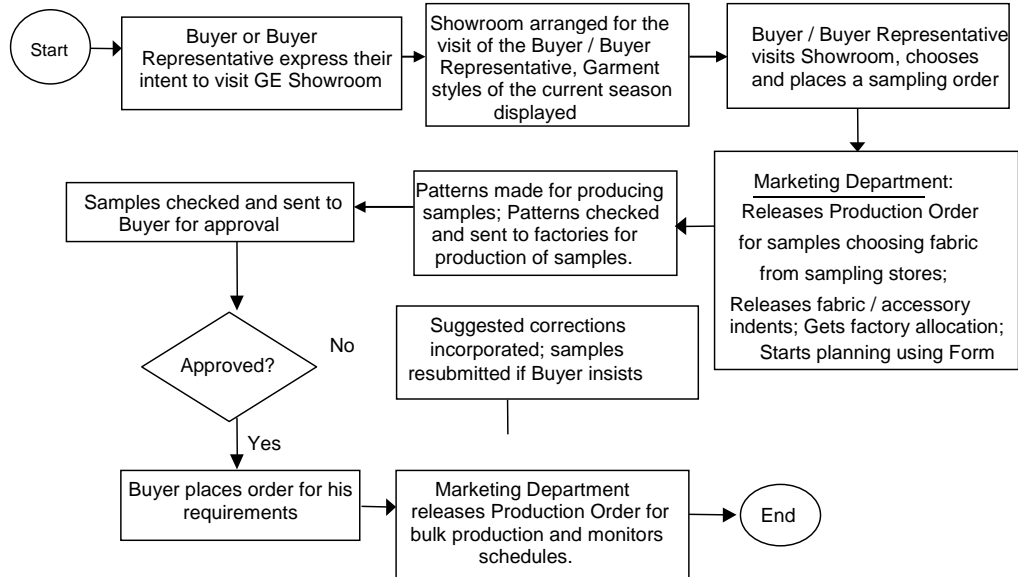 Start
Buyer or Buyer
Representative express their
intent to visit GE Showroom
Showroom arranged for the
visit of the Buyer / Buyer
Representative, Garment
styles of the current season
displayed
Buyer / Buyer Representative
visits Showroom, chooses
and places a sampling order
Marketing Department:
Releases Production Order
for samples choosing fabric
from sampling stores;
Releases fabric / accessory
indents; Gets factory allocation;
Starts planning using Form
Patterns made for producing
samples; Patterns checked
and sent to factories for
production of samples.
Samples checked and sent to
Buyer for approval
Approved?
No
Suggested corrections
incorporated; samples
resubmitted if Buyer insists
Yes
Buyer places order for his
requirements
Marketing Department
releases Production Order for
bulk production and monitors
schedules.
End